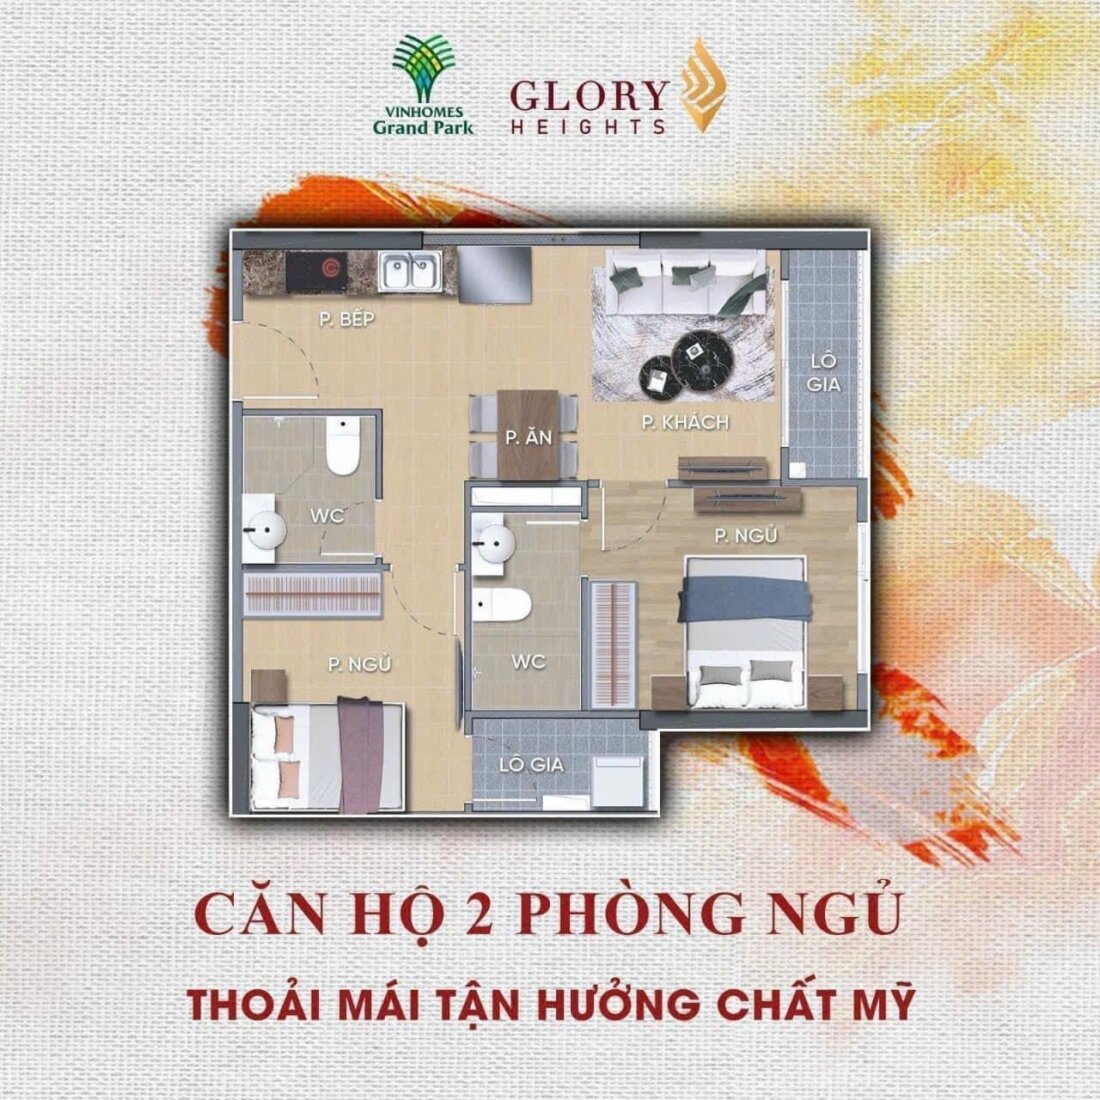 VINHOMES
Grand Park
GLORY
HEIGHTS
P. BẾP
LÔ
GIA
P. KHÁCH
P. ĂN
WC
P. NGỦ
WC
P. NGỦ
LÔ GIA
CĂN HỘ 2 PHÒNG NGỦ
THOẢI MÁI TẬN HƯỞNG CHẤT MỸ